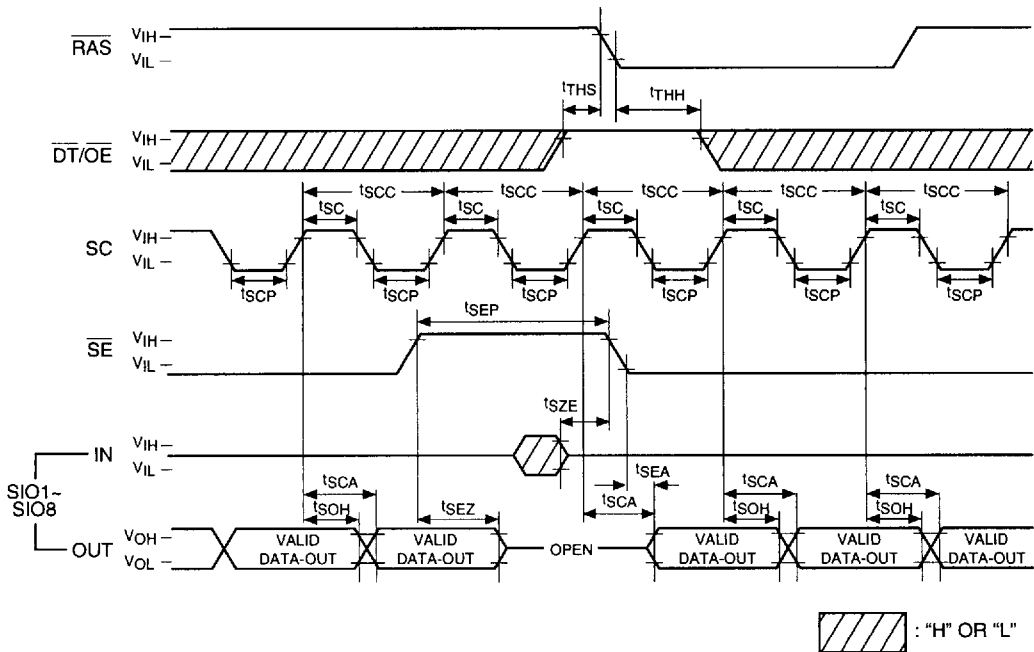 RAS VIH
VIL
tTHS tTHH
DT/OE VIH
VIL
tSCC tSCC tSCC tSCC tSCC
tSC tSC tSC tSC tSC
SC VIH
VIL
tSCP tSCP tSCP tSCP tSCP tSCP
tSEP
SE VIH
VIL
tSZE
IN VIH
VIL
SIO1~
SIO8
tSCA tSEA tSCA tSCA
tSOH tSEZ tSCA tSOH tSOH
OUT VOH
VOL
VALID DATA-OUT
VALID DATA-OUT
OPEN
VALID DATA-OUT
VALID DATA-OUT
VALID DATA-OUT
: "H" OR "L"